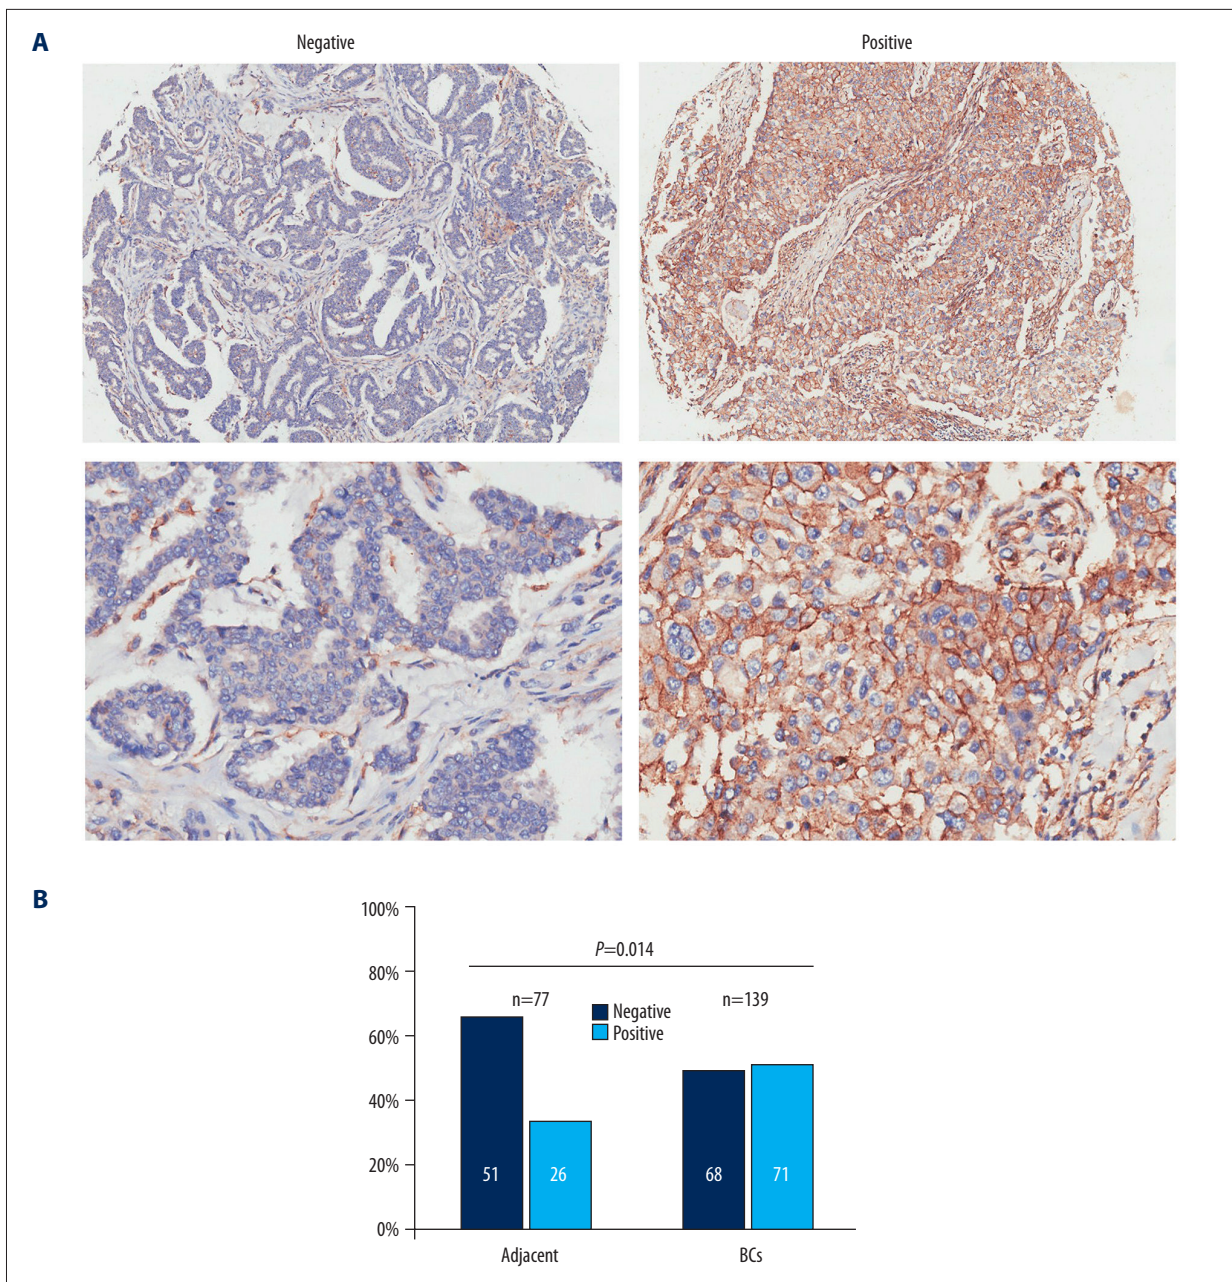 A
Negative
Positive
B
100%
80%
60%
40%
20%
0%
P=0.014
n=77
n=139
Negative
Positive
51
26
68
71
Adjacent
BCs